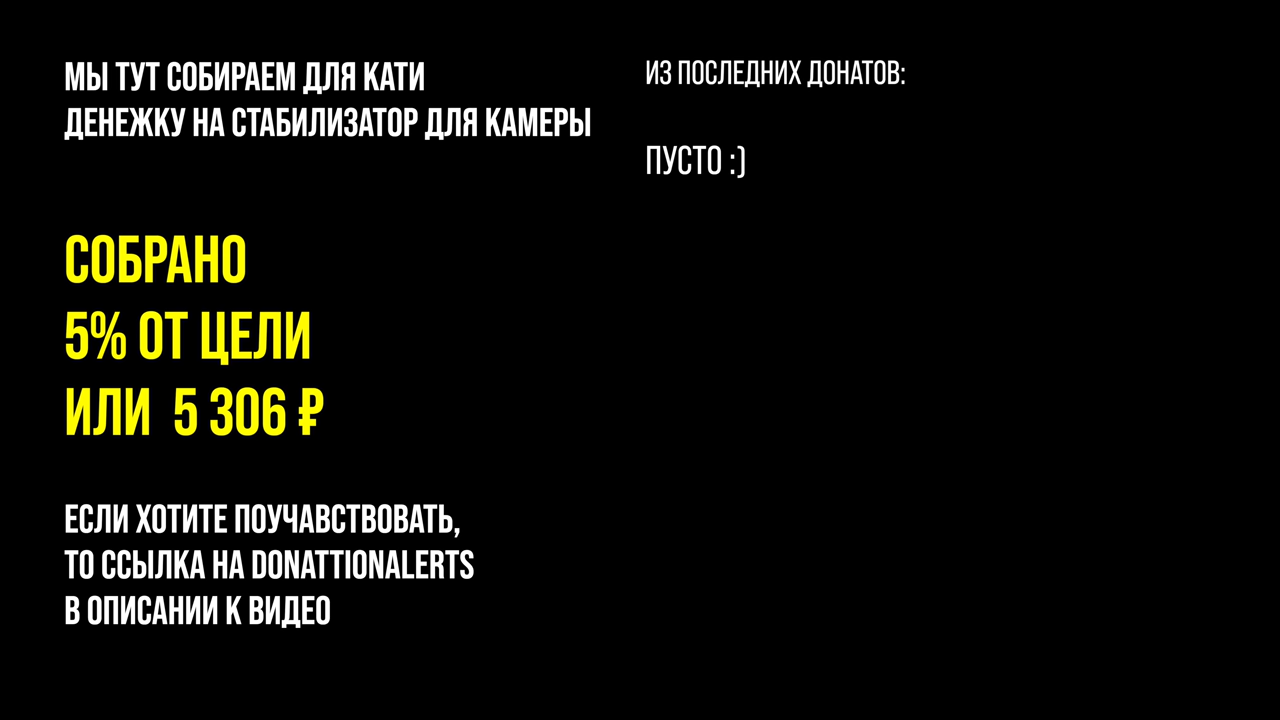 МЫ ТУТ СОБИРАЕМ ДЛЯ КАТИ
ДЕНЕЖКУ НА СТАБИЛИЗАТОР ДЛЯ КАМЕРЫ
СОБРАНО
5% ОТ ЦЕЛИ
ИЛИ 5 306 ₽
ЕСЛИ ХОТИТЕ ПОУЧАВСТВОВАТЬ,
ТО ССЫЛКА НА DONATTIONALERTS
В ОПИСАНИИ К ВИДЕО
ИЗ ПОСЛЕДНИХ ДОНАТОВ:
ПУСТО :)